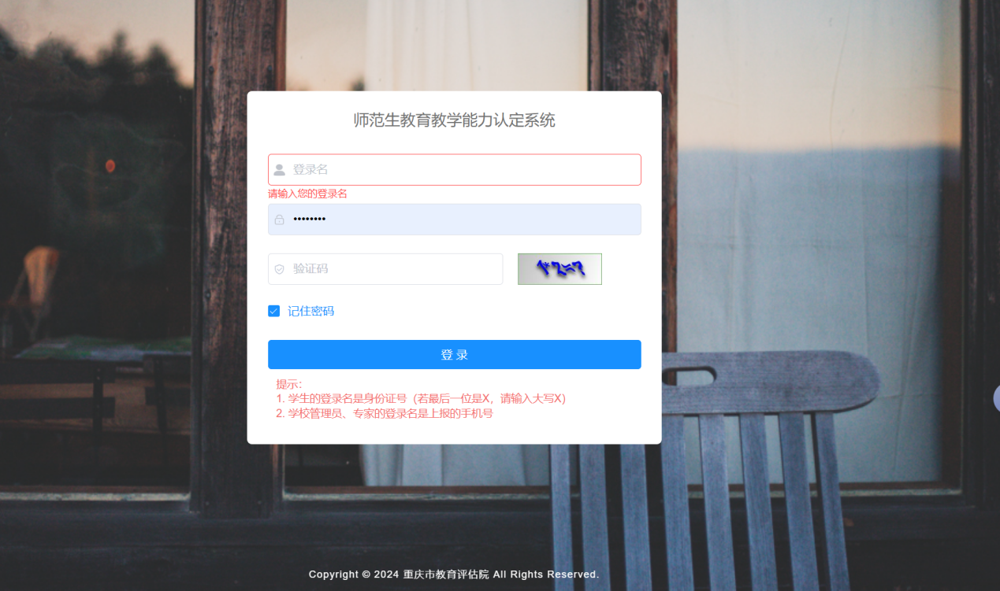 师范生教育教学能力认定系统
登录名
请输入您的登录名
••••••••
验证码
记住密码
登 录
提示：
1. 学生的登录名是身份证号（若最后一位是X，请输入大写X）
2. 学校管理员、专家的登录名是上报的手机号
Copyright © 2024 重庆市教育评估院 All Rights Reserved.